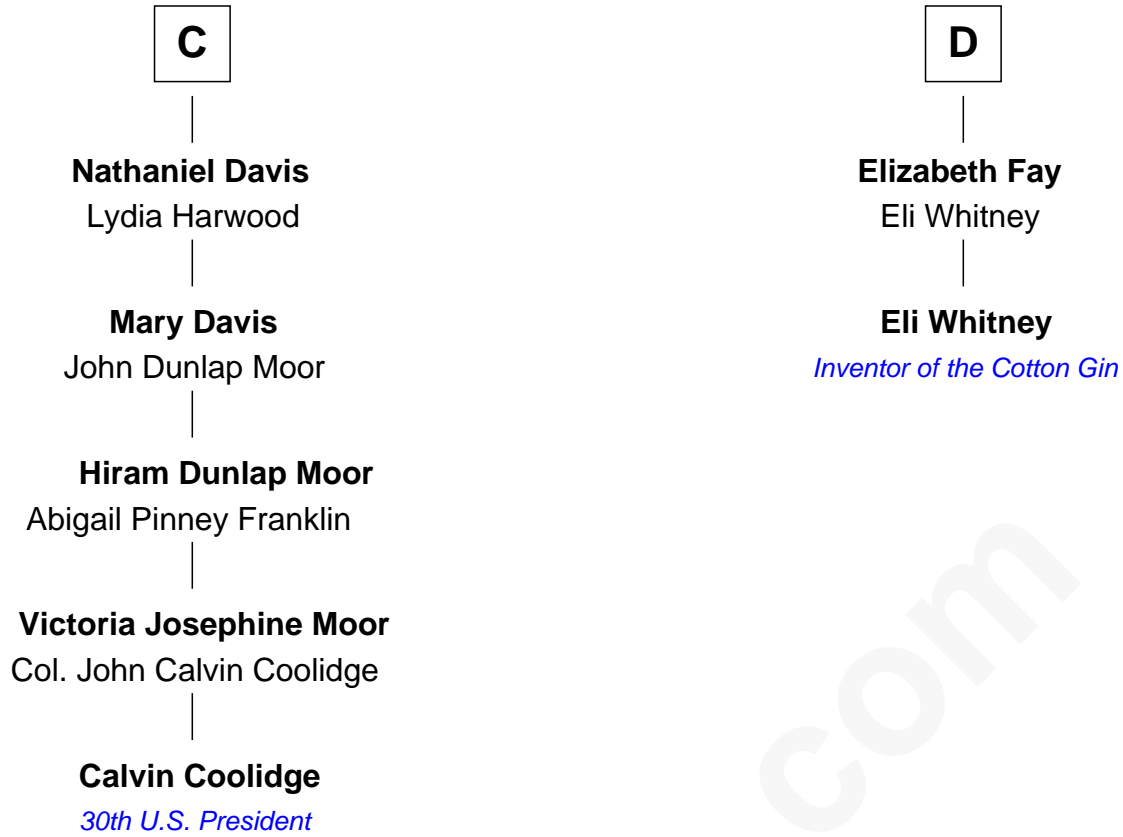 C
Nathaniel Davis
Lydia Harwood
Mary Davis
John Dunlap Moor
Hiram Dunlap Moor
Abigail Pinney Franklin
Victoria Josephine Moor
Col. John Calvin Coolidge
Calvin Coolidge
30th U.S. President
D
Elizabeth Fay
Eli Whitney
Eli Whitney
Inventor of the Cotton Gin
com